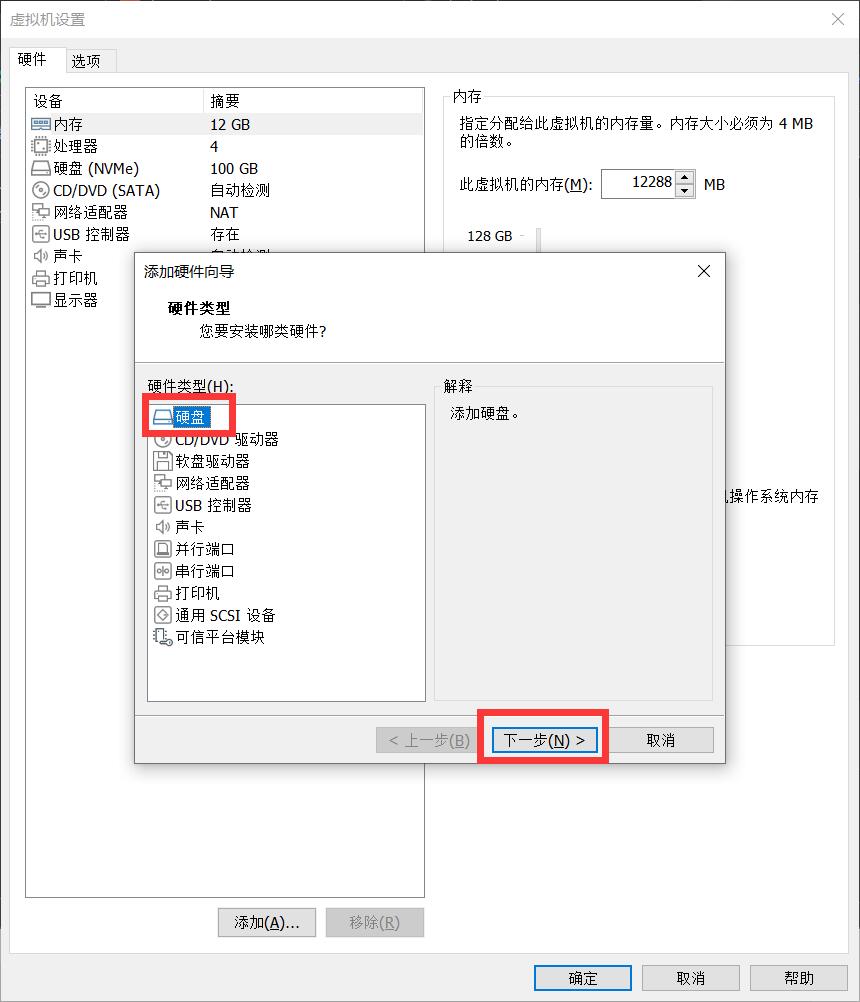 虚拟机设置
硬件
选项
设备 摘要
内存 12 GB
处理器 4
硬盘 (NVMe) 100 GB
CD/DVD (SATA) 自动检测
网络适配器 NAT
USB 控制器 存在
声卡 自动检测
打印机
显示器
内存
指定分配给此虚拟机的内存量。内存大小必须为 4 MB
的倍数。
此虚拟机的内存(M): 12288 MB
128 GB
添加硬件向导
硬件类型
您要安装哪类硬件?
硬件类型(H):
硬盘
CD/DVD 驱动器
软盘驱动器
网络适配器
USB 控制器
声卡
并行端口
串行端口
打印机
通用 SCSI 设备
可信平台模块
解释
添加硬盘。
操作系统内存
< 上一步(B)
下一步(N) >
取消
添加(A)...
移除(R)
确定
取消
帮助